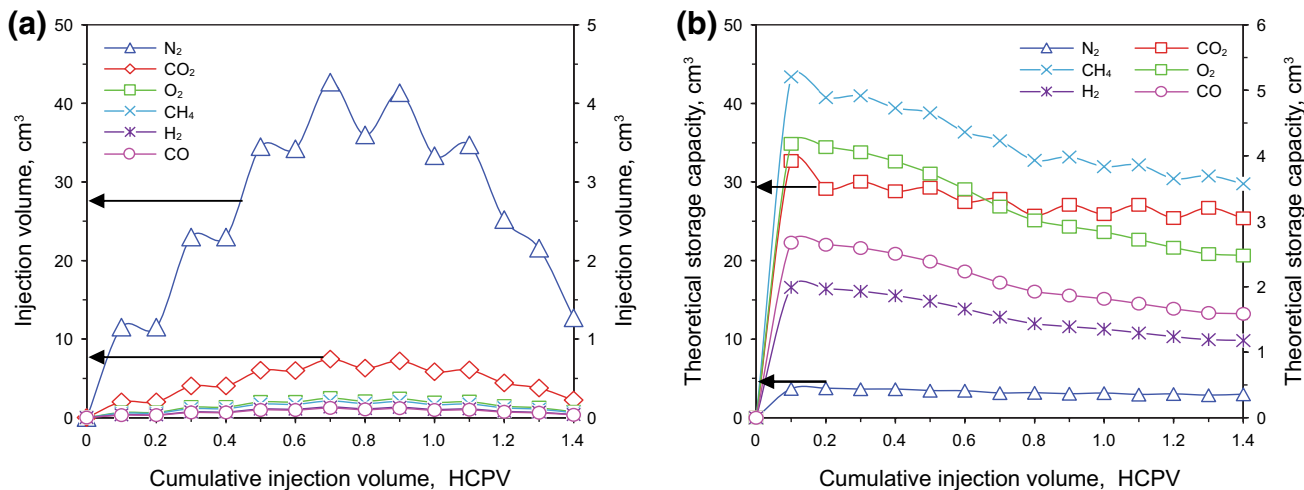 (a)
Injection volume, cm³
50
40
30
20
10
0
N₂
CO₂
O₂
CH₄
H₂
CO
5
4
3
2
1
0
Injection volume, cm³
0 0.2 0.4 0.6 0.8 1.0 1.2 1.4
Cumulative injection volume, HCPV
(b)
Theoretical storage capacity, cm³
50
40
30
20
10
0
N₂ CO₂
CH₄ O₂
H₂ CO
6
5
4
3
2
1
0
Theoretical storage capacity, cm³
0 0.2 0.4 0.6 0.8 1.0 1.2 1.4
Cumulative injection volume, HCPV